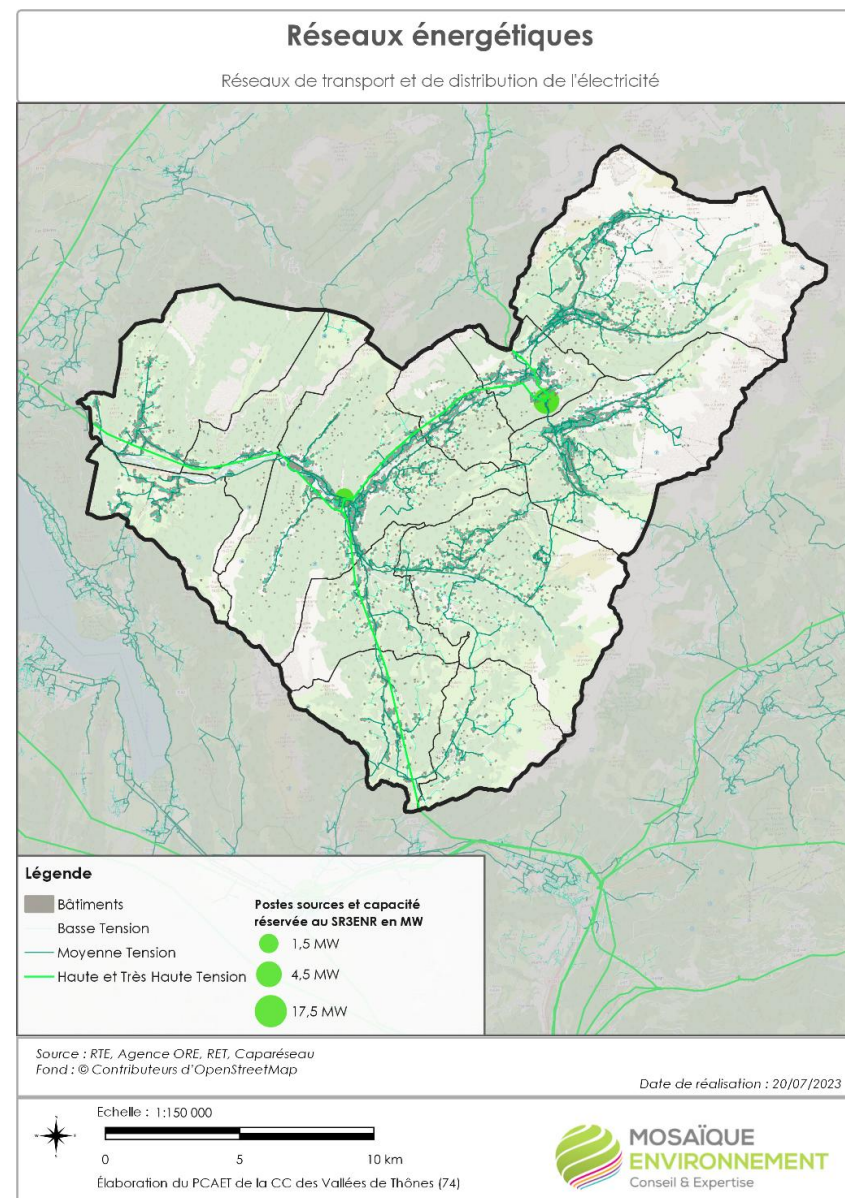 Réseaux énergétiques
Réseaux de transport et de distribution de l'électricité
Légende
Bâtiments
Basse Tension
Moyenne Tension
Haute et Très Haute Tension
Postes sources et capacité
réservée au SR3ENR en MW
1,5 MW
4,5 MW
17,5 MW
Source : RTE, Agence ORE, RET, Caparéseau
Fond : © Contributeurs d'OpenStreetMap
Date de réalisation : 20/07/2023
Echelle : 1:150 000
0 5 10 km
Élaboration du PCAET de la CC des Vallées de Thônes (74)
MOSAÏQUE
ENVIRONNEMENT
Conseil & Expertise